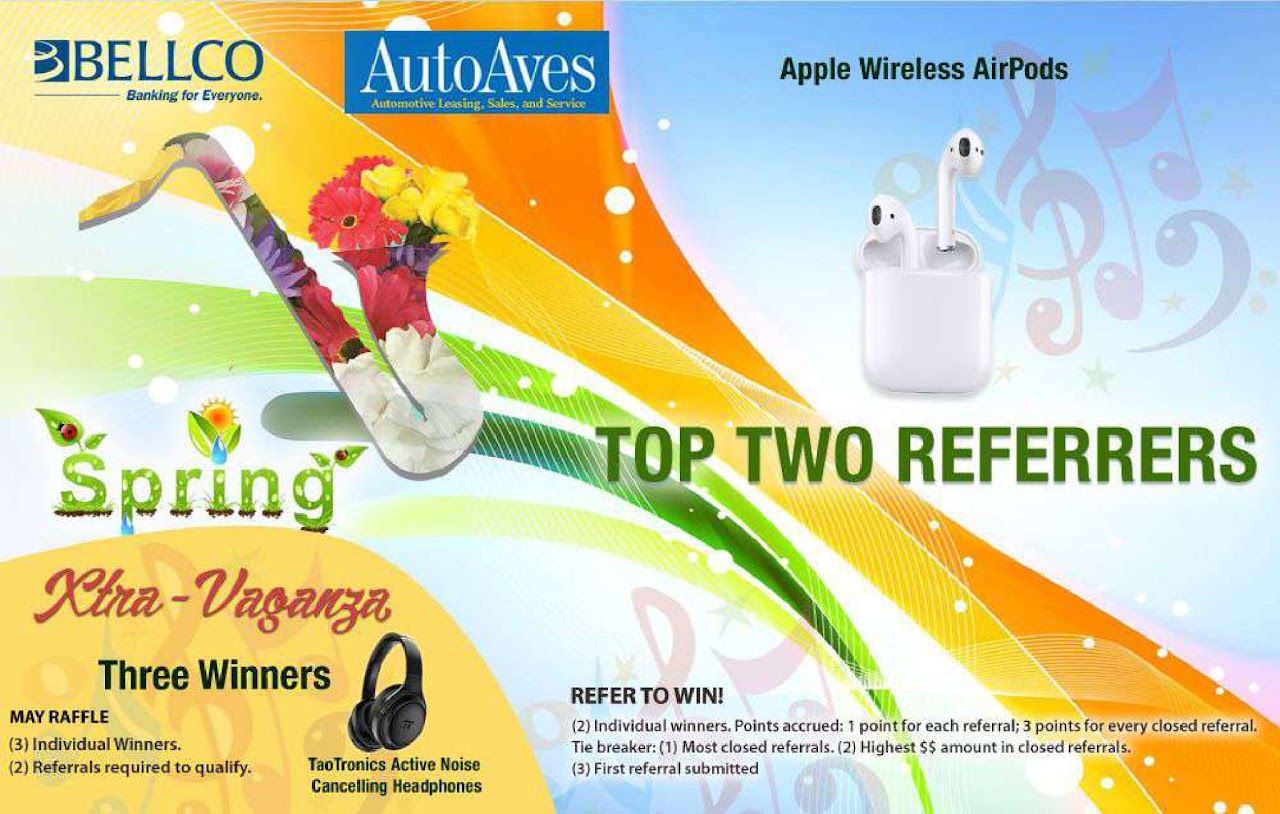 BELLCO
Banking for Everyone.
AutoAves
Automotive Leasing, Sales, and Service
Apple Wireless AirPods
TOP TWO REFERRERS
Spring
Xtra - Vaganza
Three Winners
MAY RAFFLE
(3) Individual Winners.
(2) Referrals required to qualify.
TaoTronics Active Noise
Cancelling Headphones
REFER TO WIN!
(2) Individual winners. Points accrued: 1 point for each referral; 3 points for every closed referral.
Tie breaker: (1) Most closed referrals. (2) Highest $$ amount in closed referrals.
(3) First referral submitted